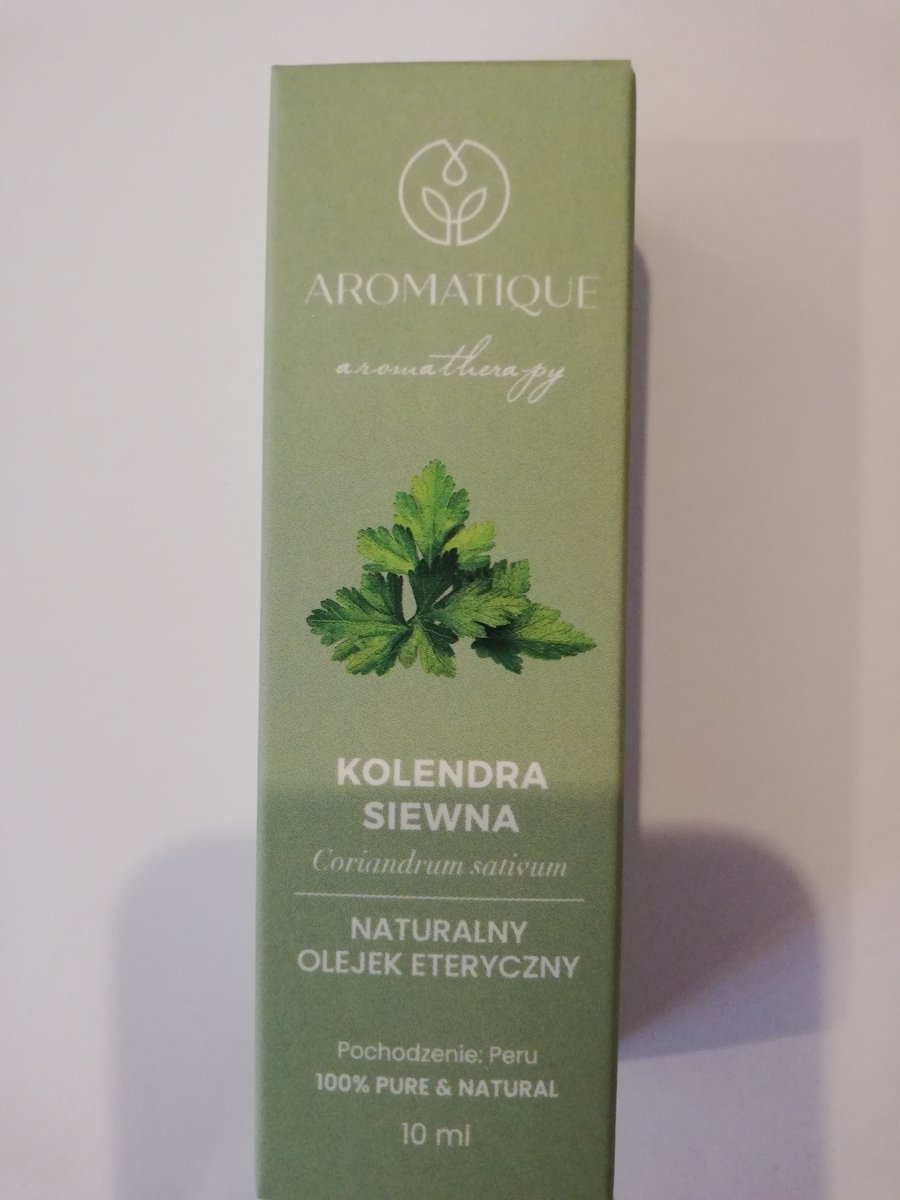 AROMATIQUE
aromatherapy
KOLENDRA
SIEWNA
Coriandrum sativum
NATURALNY
OLEJEK ETERYCZNY
Pochodzenie: Peru
100% PURE & NATURAL
10 ml